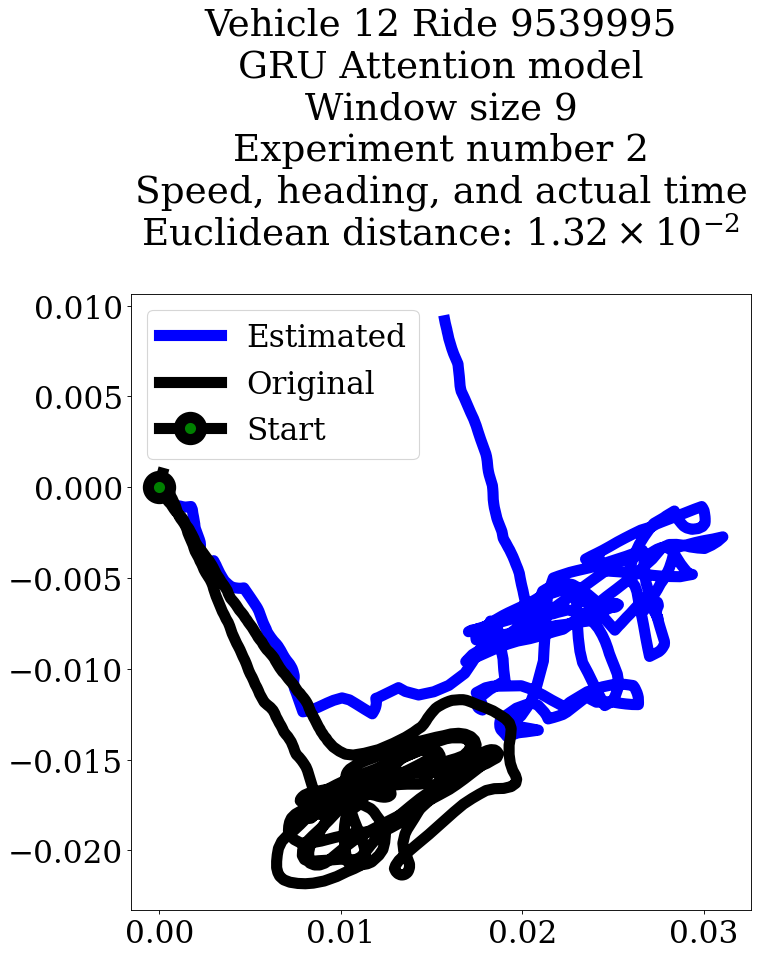 Vehicle 12 Ride 9539995
GRU Attention model
Window size 9
Experiment number 2
Speed, heading, and actual time
Euclidean distance: 1.32 × 10⁻²
0.010
0.005
0.000
−0.005
−0.010
−0.015
−0.020
Estimated
Original
Start
0.00 0.01 0.02 0.03